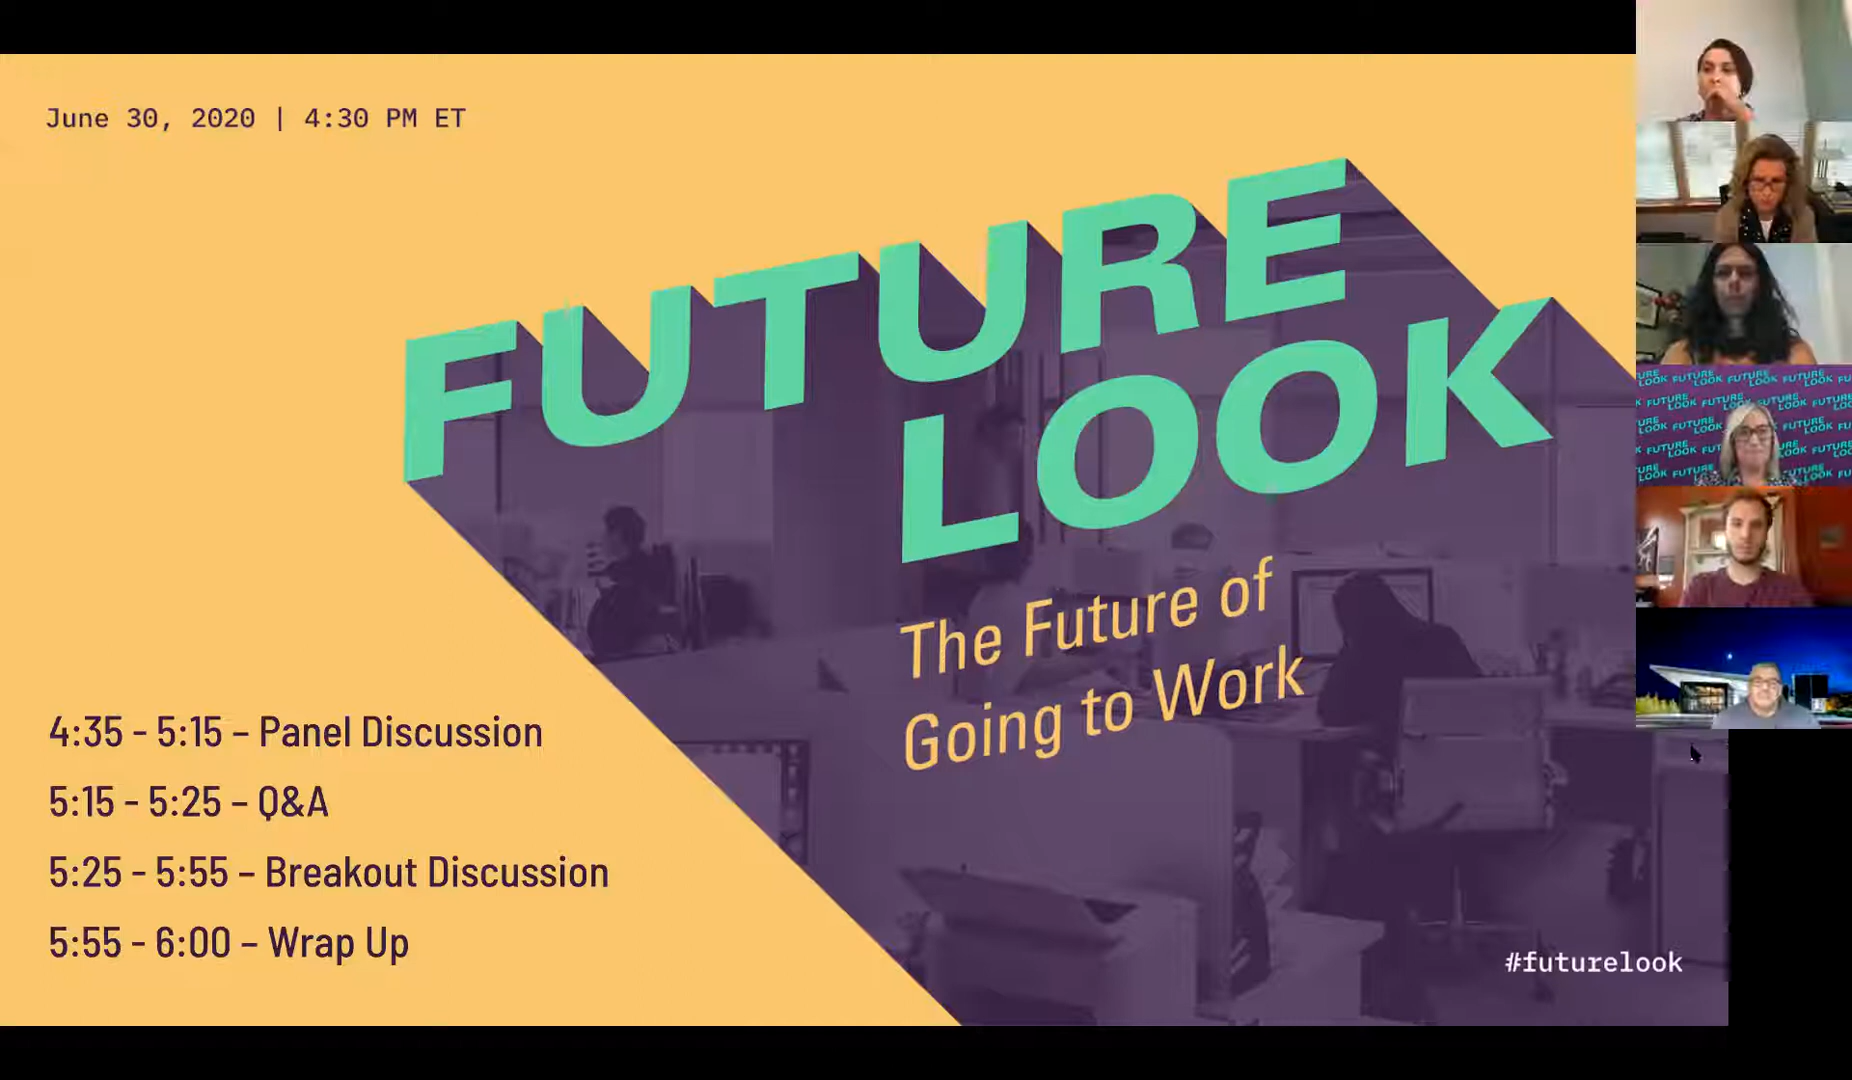 June 30, 2020 | 4:30 PM ET
FUTURE
LOOK
The Future of
Going to Work
4:35 - 5:15 – Panel Discussion
5:15 - 5:25 – Q&A
5:25 - 5:55 – Breakout Discussion
5:55 - 6:00 – Wrap Up
#futurelook